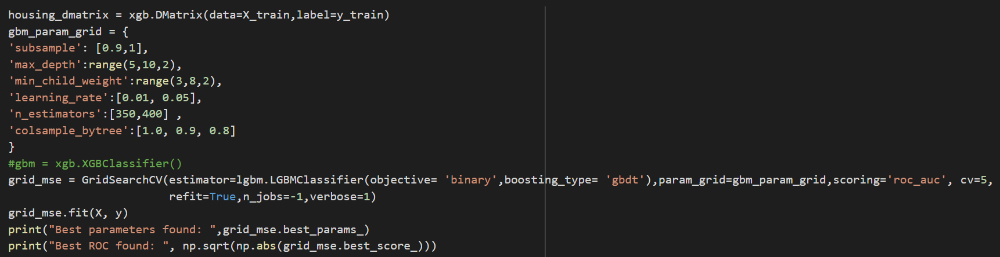 housing_dmatrix = xgb.DMatrix(data=X_train,label=y_train)
gbm_param_grid = {
'subsample': [0.9,1],
'max_depth':range(5,10,2),
'min_child_weight':range(3,8,2),
'learning_rate':[0.01, 0.05],
'n_estimators':[350,400] ,
'colsample_bytree':[1.0, 0.9, 0.8]
}
#gbm = xgb.XGBClassifier()
grid_mse = GridSearchCV(estimator=lgbm.LGBMClassifier(objective= 'binary',boosting_type= 'gbdt'),param_grid=gbm_param_grid,scoring='roc_auc', cv=5,
                        refit=True,n_jobs=-1,verbose=1)
grid_mse.fit(X, y)
print("Best parameters found: ",grid_mse.best_params_)
print("Best ROC found: ", np.sqrt(np.abs(grid_mse.best_score_)))